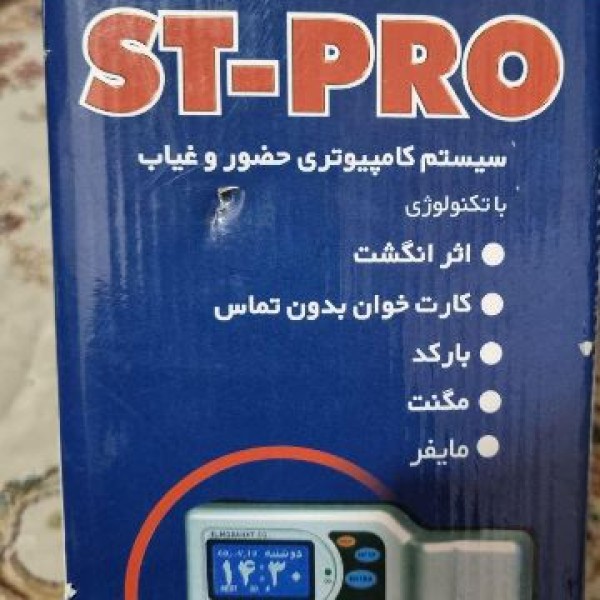 ST-PRO
سیستم کامپیوتری حضور و غیاب
با تکنولوژی
اثر انگشت
کارت خوان بدون تماس
بارکد
مگنت
مایفر
دوشنبه
۱۴:۳۰